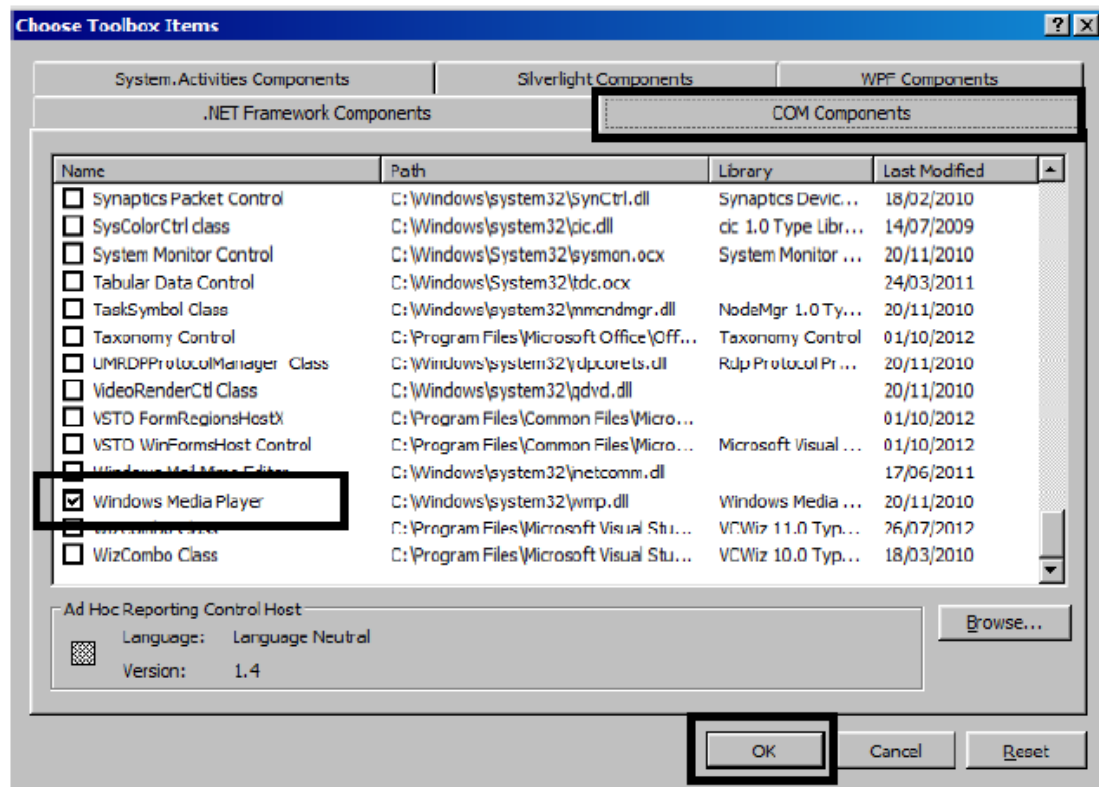 Choose Toolbox Items
System.Activities Components Silverlight Components WPF Components
.NET Framework Components COM Components
Name Path Library Last Modified
Synaptics Packet Control C:\Windows\system32\SynCtrl.dll Synaptics Devic... 18/02/2010
SysColorCtrl class C:\Windows\system32\cic.dll cic 1.0 Type Libr... 14/07/2009
System Monitor Control C:\Windows\System32\sysmon.ocx System Monitor ... 20/11/2010
Tabular Data Control C:\Windows\System32\tdc.ocx 24/03/2011
TaskSymbol Class C:\Windows\system32\mmcndmgr.dll NodeMgr 1.0 Ty... 20/11/2010
Taxonomy Control C:\Program Files\Microsoft Office\Off... Taxonomy Control 01/10/2012
UMRDPProtocolManager Class C:\Windows\system32\rdpcorets.dll Rdp Protocol Pr... 20/11/2010
VideoRenderCtl Class C:\Windows\system32\qdvd.dll 20/11/2010
VSTO FormRegionsHostX C:\Program Files\Common Files\Micro... 01/10/2012
VSTO WinFormsHost Control C:\Program Files\Common Files\Micro... Microsoft Visual ... 01/10/2012
Windows Mail Mime Editor C:\Windows\system32\inetcomm.dll 17/06/2011
Windows Media Player C:\Windows\system32\wmp.dll Windows Media ... 20/11/2010
WizCombo Class C:\Program Files\Microsoft Visual Stu... VCWiz 11.0 Typ... 26/07/2012
WizCombo Class C:\Program Files\Microsoft Visual Stu... VCWiz 10.0 Typ... 18/03/2010
Ad Hoc Reporting Control Host
Browse...
Language: Language Neutral
Version: 1.4
OK Cancel Reset